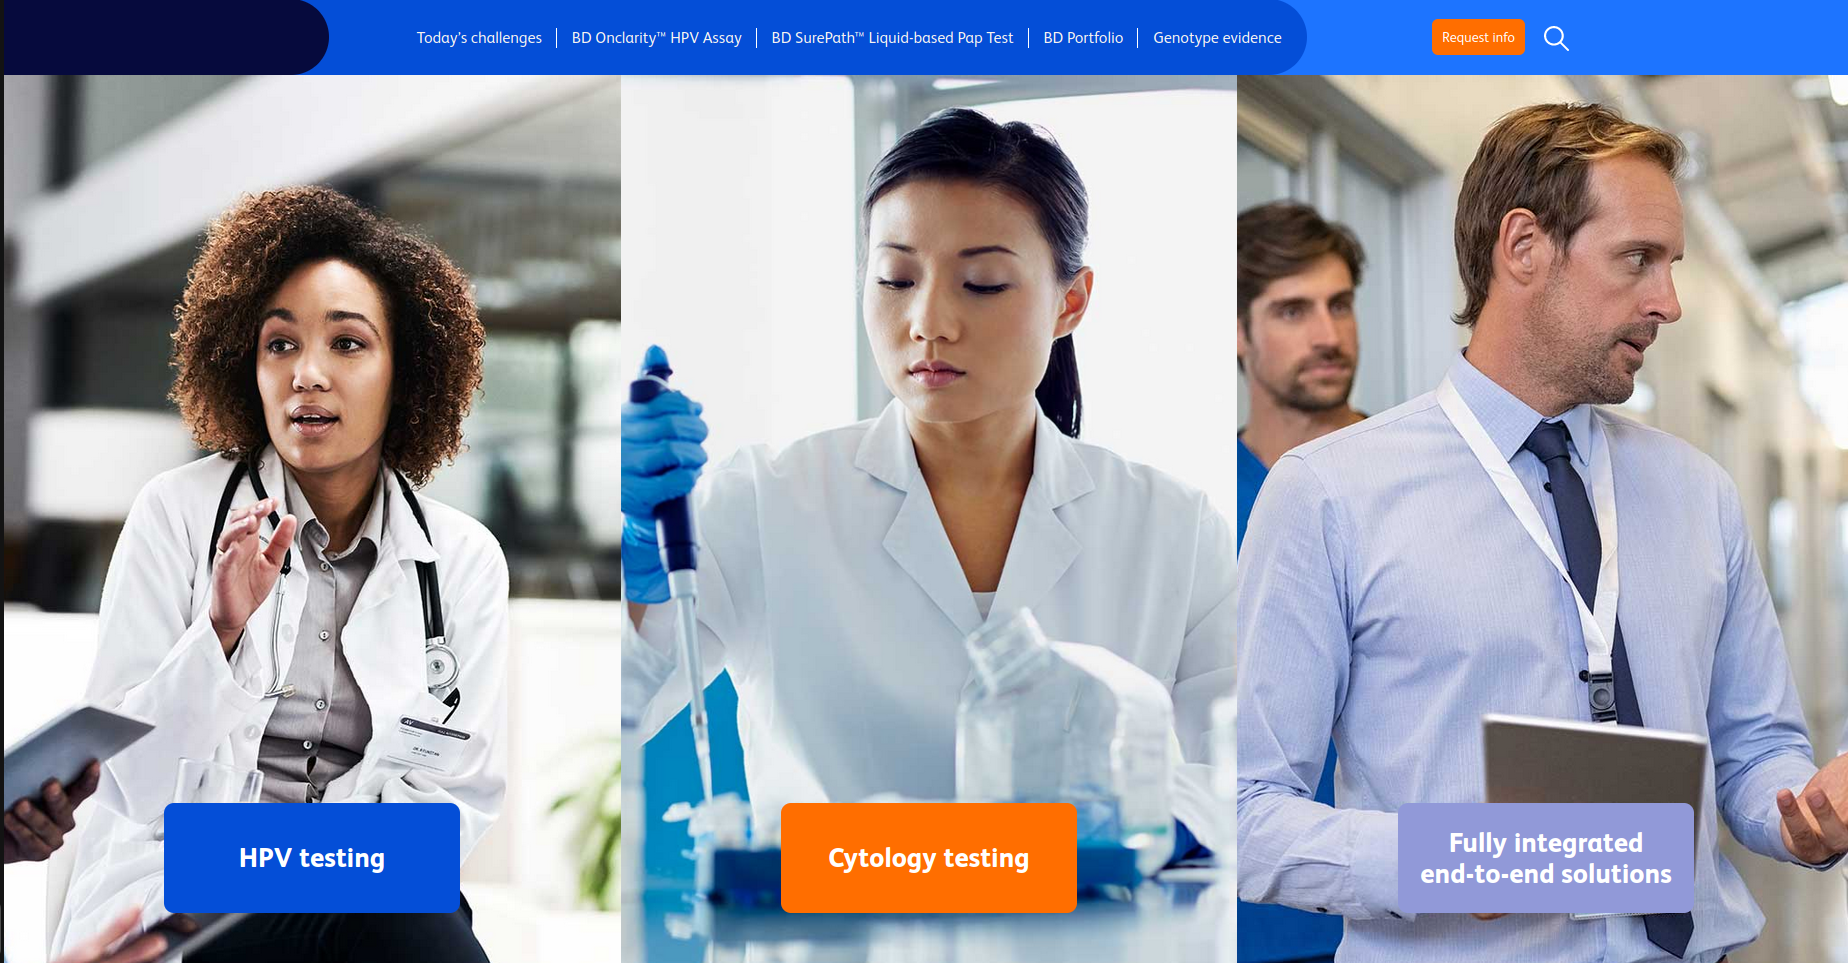 Today's challenges
BD Onclarity™ HPV Assay
BD SurePath™ Liquid-based Pap Test
BD Portfolio
Genotype evidence
Request info
HPV testing
Cytology testing
Fully integrated
end-to-end solutions